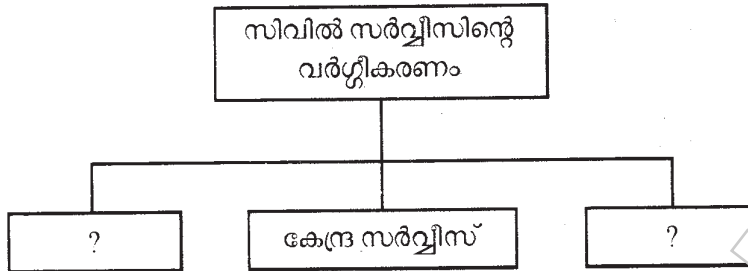 സിവിൽ സർവ്വീസിന്റെ
വർഗ്ഗീകരണം
?
കേന്ദ്ര സർവ്വീസ്
?